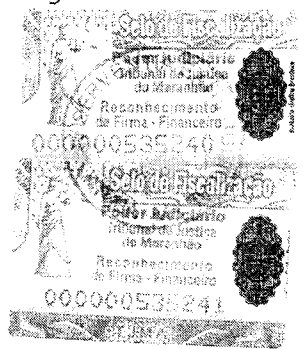 Selo de Fiscalização
Poder Judiciário
Tribunal de Justiça
do Maranhão
Reconhecimento
de Firma - Financeiro
000000535240
Selo de Fiscalização
Poder Judiciário
Tribunal de Justiça
do Maranhão
Reconhecimento
de Firma - Financeiro
000000535241